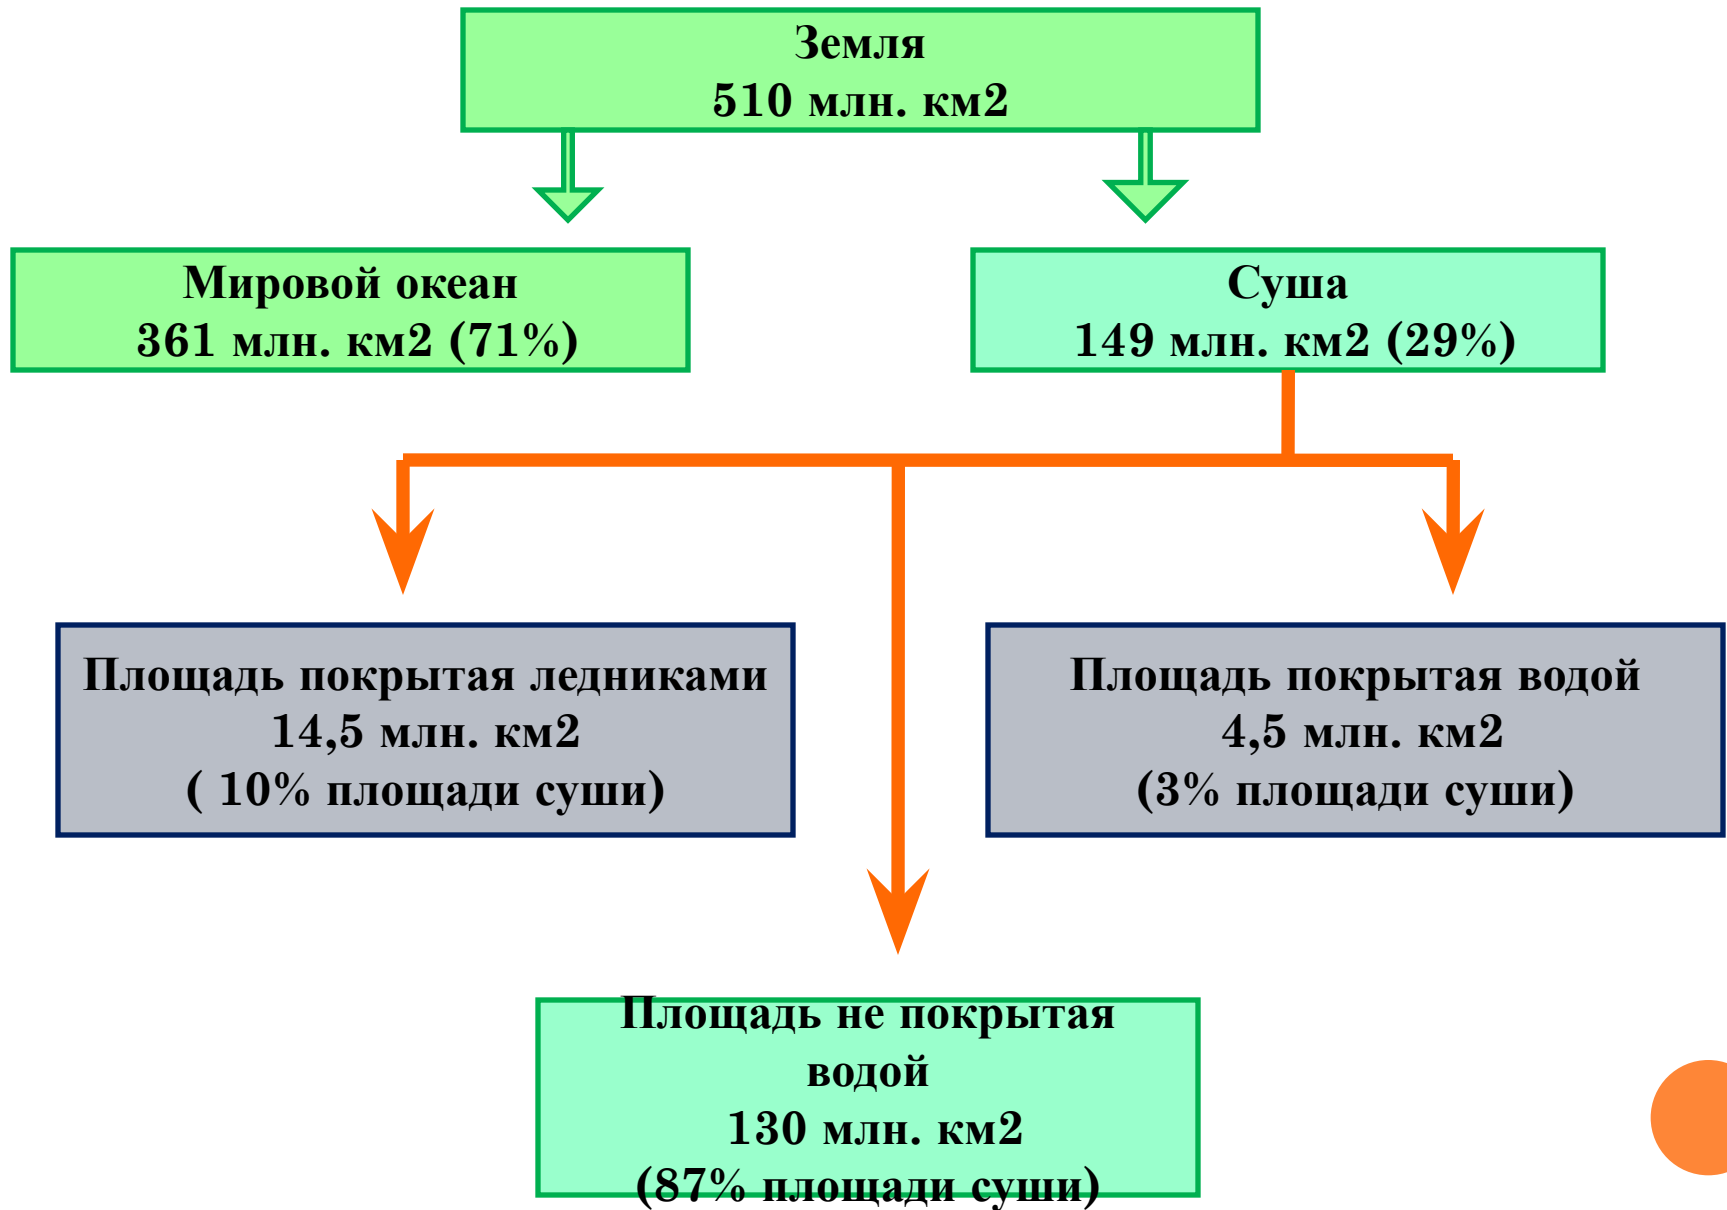 Земля
510 млн. км2
Мировой океан
361 млн. км2 (71%)
Суша
149 млн. км2 (29%)
Площадь покрытая ледниками
14,5 млн. км2
( 10% площади суши)
Площадь покрытая водой
4,5 млн. км2
(3% площади суши)
Площадь не покрытая
водой
130 млн. км2
(87% площади суши)